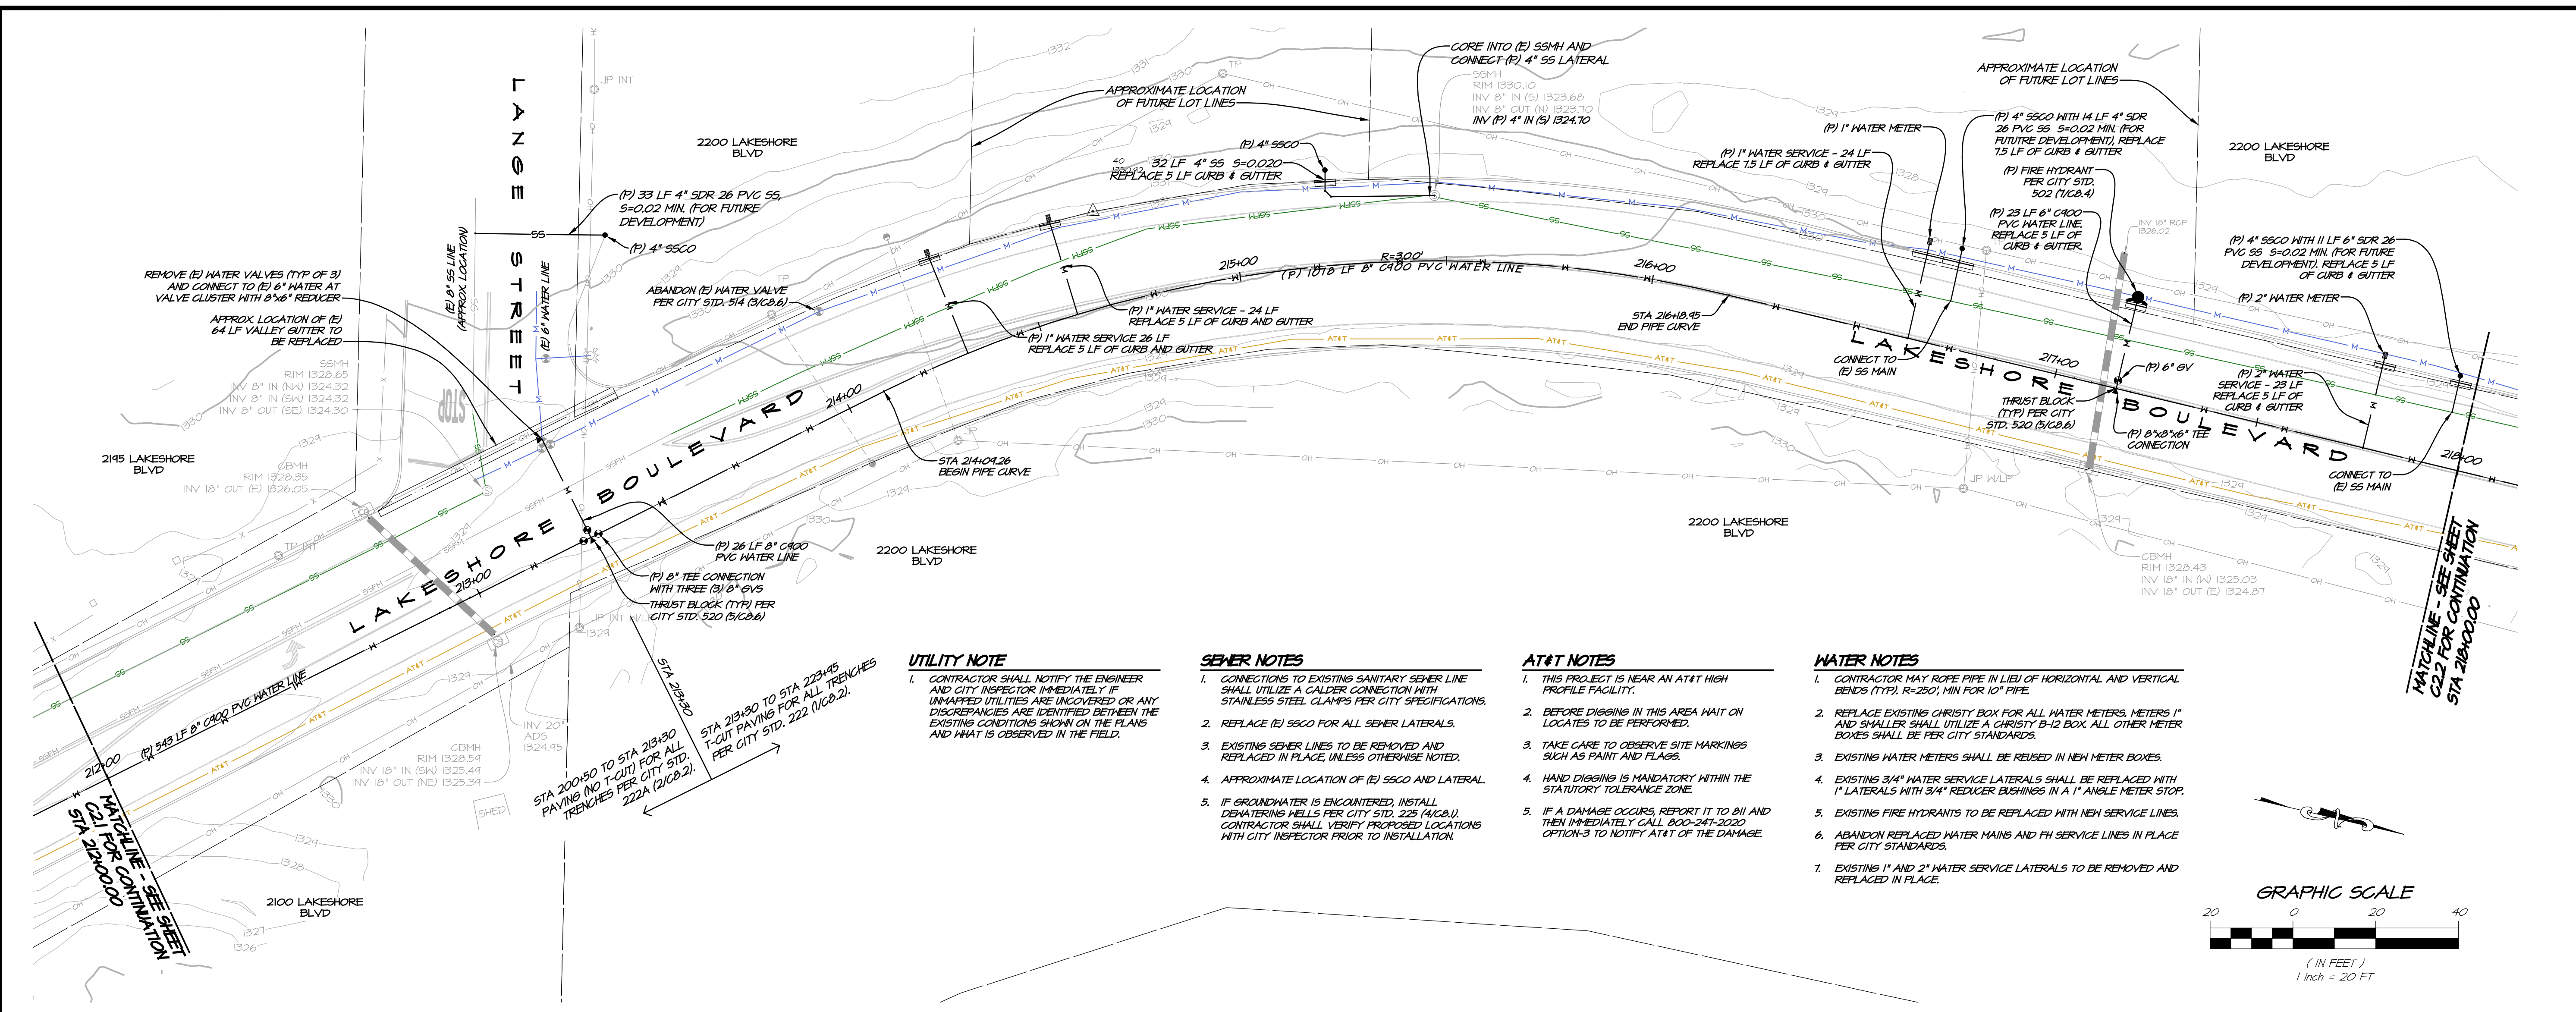 LANGE STREET
JP INT
1332
1331
1330
TP
2200 LAKESHORE
BLVD
APPROXIMATE LOCATION
OF FUTURE LOT LINES
CORE INTO (E) SSMH AND
CONNECT (P) 4" SS LATERAL
SSMH
RIM 1330.10
INV 8" IN (S) 1323.68
INV 8" OUT (N) 1323.70
INV (P) 4" IN (S) 1324.70
(P) 4" SSCO
32 LF 4" SS S=0.020
REPLACE 5 LF CURB & GUTTER
APPROXIMATE LOCATION
OF FUTURE LOT LINES
(P) 1" WATER METER
(P) 1" WATER SERVICE - 24 LF
REPLACE 7.5 LF OF CURB & GUTTER
(P) 4" SSCO WITH 14 LF 4" SDR
26 PVC SS S=0.02 MIN. (FOR
FUTUTRE DEVELOPMENT), REPLACE
7.5 LF OF CURB & GUTTER
(P) FIRE HYDRANT
PER CITY STD.
502 (7/C8.4)
(P) 23 LF 6" C900
PVC WATER LINE.
REPLACE 5 LF OF
CURB & GUTTER.
INV 18" RCP
1326.02
2200 LAKESHORE
BLVD
(P) 4" SSCO WITH 11 LF 6" SDR 26
PVC SS S=0.02 MIN. (FOR FUTURE
DEVELOPMENT). REPLACE 5 LF
OF CURB & GUTTER
(P) 2" WATER METER
(P) 33 LF 4" SDR 26 PVC SS,
S=0.02 MIN. (FOR FUTURE
DEVELOPMENT)
SS
(P) 4" SSCO
(E) 8" SS LINE
(APPROX. LOCATION)
(E) 6" WATER LINE
REMOVE (E) WATER VALVES (TYP OF 3)
AND CONNECT TO (E) 6" WATER AT
VALVE CLUSTER WITH 8"x6" REDUCER
APPROX. LOCATION OF (E)
64 LF VALLEY GUTTER TO
BE REPLACED
SSMH
RIM 1328.65
INV 8" IN (NW) 1324.32
INV 8" IN (SW) 1324.32
INV 8" OUT (SE) 1324.30
STOP
ABANDON (E) WATER VALVE
PER CITY STD. 514 (3/C8.6)
(P) 1" WATER SERVICE - 24 LF
REPLACE 5 LF OF CURB AND GUTTER
(P) 1" WATER SERVICE 26 LF
REPLACE 5 LF OF CURB AND GUTTER
215+00
R=300'
(P) 1078 LF 8" C900 PVC WATER LINE
216+00
STA 216+18.95
END PIPE CURVE
CONNECT TO
(E) SS MAIN
217+00
(P) 6" GV
THRUST BLOCK
(TYP) PER CITY
STD. 520 (5/C8.6)
(P) 8"x8"x6" TEE
CONNECTION
(P) 2" WATER
SERVICE - 23 LF
REPLACE 5 LF OF
CURB & GUTTER
CONNECT TO
(E) SS MAIN
218+00
LAKESHORE BOULEVARD
2195 LAKESHORE
BLVD
CBMH
RIM 1328.35
INV 18" OUT (E) 1326.05
TP INT
214+00
STA 214+09.26
BEGIN PIPE CURVE
JP
LAKESHORE BOULEVARD
213+00
(P) 26 LF 8" C900
PVC WATER LINE
(P) 8" TEE CONNECTION
WITH THREE (3) 8" GVS
THRUST BLOCK (TYP) PER
CITY STD. 520 (5/C8.6)
2200 LAKESHORE
BLVD
2200 LAKESHORE
BLVD
JP W/LF
CBMH
RIM 1328.43
INV 18" IN (W) 1325.03
INV 18" OUT (E) 1324.87
MATCHLINE - SEE SHEET
C2.2 FOR CONTINUATION
STA 218+00.00
212+00
(P) 543 LF 8" C900 PVC WATER LINE
INV 20"
ADS
1324.95
CBMH
RIM 1328.59
INV 18" IN (SW) 1325.49
INV 18" OUT (NE) 1325.39
SHED
STA 213+30
STA 200+50 TO STA 213+30
PAVING (NO T-CUT) FOR ALL
TRENCHES PER CITY STD.
222A (2/C8.2).
STA 213+30 TO STA 223+95
T-CUT PAVING FOR ALL TRENCHES
PER CITY STD. 222 (1/C8.2).
MATCHLINE - SEE SHEET
C2.1 FOR CONTINUATION
STA 212+00.00
2100 LAKESHORE
BLVD
UTILITY NOTE
1. CONTRACTOR SHALL NOTIFY THE ENGINEER
AND CITY INSPECTOR IMMEDIATELY IF
UNMAPPED UTILITIES ARE UNCOVERED OR ANY
DISCREPANCIES ARE IDENTIFIED BETWEEN THE
EXISTING CONDITIONS SHOWN ON THE PLANS
AND WHAT IS OBSERVED IN THE FIELD.
SEWER NOTES
1. CONNECTIONS TO EXISTING SANITARY SEWER LINE
SHALL UTILIZE A CALDER CONNECTION WITH
STAINLESS STEEL CLAMPS PER CITY SPECIFICATIONS.
2. REPLACE (E) SSCO FOR ALL SEWER LATERALS.
3. EXISTING SEWER LINES TO BE REMOVED AND
REPLACED IN PLACE, UNLESS OTHERWISE NOTED.
4. APPROXIMATE LOCATION OF (E) SSCO AND LATERAL.
5. IF GROUNDWATER IS ENCOUNTERED, INSTALL
DEWATERING WELLS PER CITY STD. 225 (4/C8.1).
CONTRACTOR SHALL VERIFY PROPOSED LOCATIONS
WITH CITY INSPECTOR PRIOR TO INSTALLATION.
AT&T NOTES
1. THIS PROJECT IS NEAR AN AT&T HIGH
PROFILE FACILITY.
2. BEFORE DIGGING IN THIS AREA WAIT ON
LOCATES TO BE PERFORMED.
3. TAKE CARE TO OBSERVE SITE MARKINGS
SUCH AS PAINT AND FLAGS.
4. HAND DIGGING IS MANDATORY WITHIN THE
STATUTORY TOLERANCE ZONE.
5. IF A DAMAGE OCCURS, REPORT IT TO 811 AND
THEN IMMEDIATELY CALL 800-247-2020
OPTION-3 TO NOTIFY AT&T OF THE DAMAGE.
WATER NOTES
1. CONTRACTOR MAY ROPE PIPE IN LIEU OF HORIZONTAL AND VERTICAL
BENDS (TYP). R=250', MIN FOR 10" PIPE.
2. REPLACE EXISTING CHRISTY BOX FOR ALL WATER METERS. METERS 1"
AND SMALLER SHALL UTILIZE A CHRISTY B-12 BOX. ALL OTHER METER
BOXES SHALL BE PER CITY STANDARDS.
3. EXISTING WATER METERS SHALL BE REUSED IN NEW METER BOXES.
4. EXISTING 3/4" WATER SERVICE LATERALS SHALL BE REPLACED WITH
1" LATERALS WITH 3/4" REDUCER BUSHINGS IN A 1" ANGLE METER STOP.
5. EXISTING FIRE HYDRANTS TO BE REPLACED WITH NEW SERVICE LINES.
6. ABANDON REPLACED WATER MAINS AND FH SERVICE LINES IN PLACE
PER CITY STANDARDS.
7. EXISTING 1" AND 2" WATER SERVICE LATERALS TO BE REMOVED AND
REPLACED IN PLACE.
GRAPHIC SCALE
20 0 20 40
( IN FEET )
1 inch = 20 FT